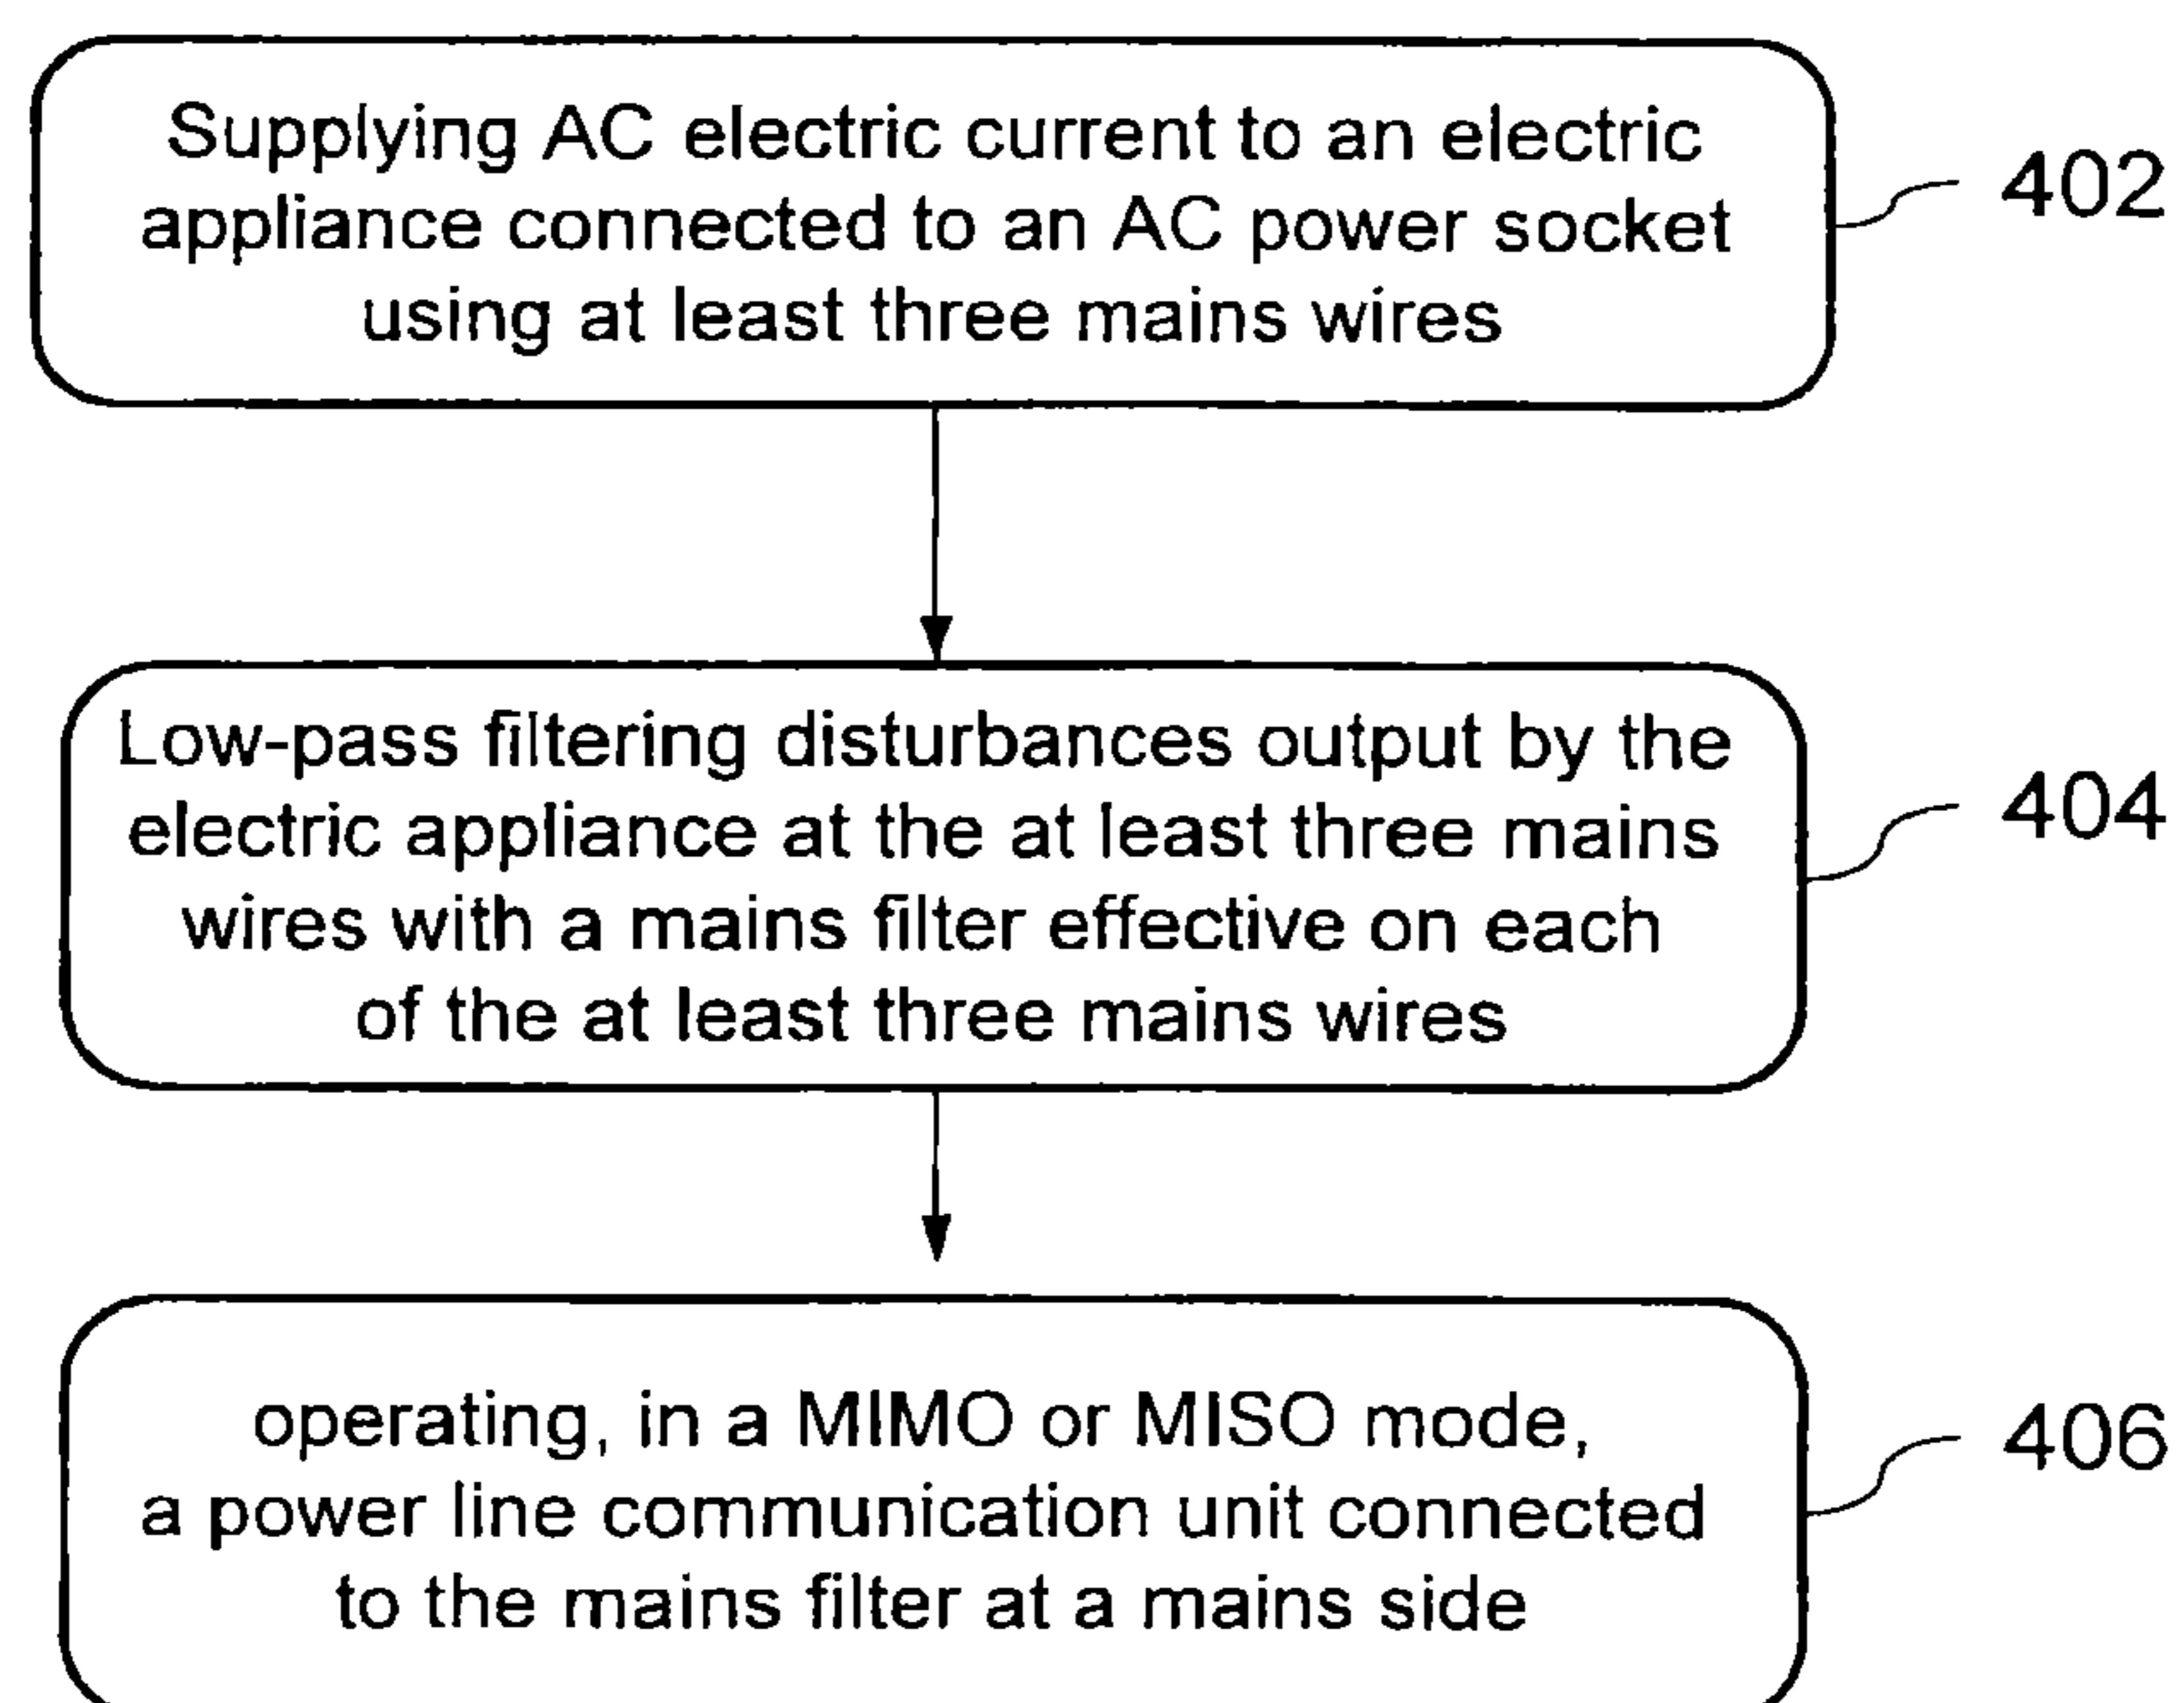 Supplying AC electric current to an electric
appliance connected to an AC power socket
using at least three mains wires
402
Low-pass filtering disturbances output by the
electric appliance at the at least three mains
wires with a mains filter effective on each
of the at least three mains wires
404
operating, in a MIMO or MISO mode,
a power line communication unit connected
to the mains filter at a mains side
406